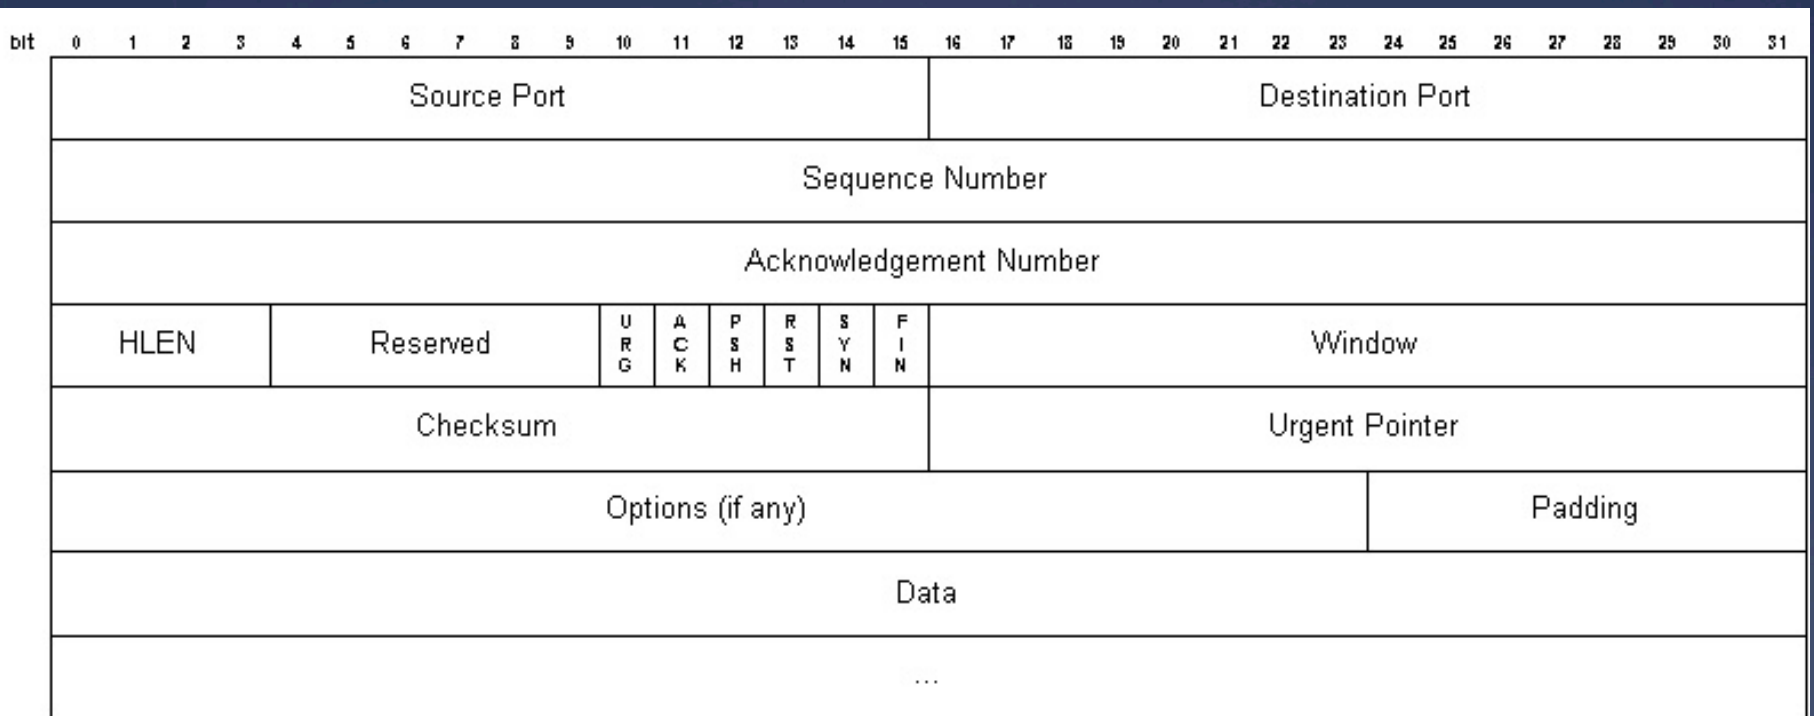 bit 0 1 2 3 4 5 6 7 8 9 10 11 12 13 14 15 16 17 18 19 20 21 22 23 24 25 26 27 28 29 30 31
Source Port Destination Port
Sequence Number
Acknowledgement Number
HLEN Reserved URG ACK PSH RST SYN FIN Window
Checksum Urgent Pointer
Options (if any) Padding
Data
...